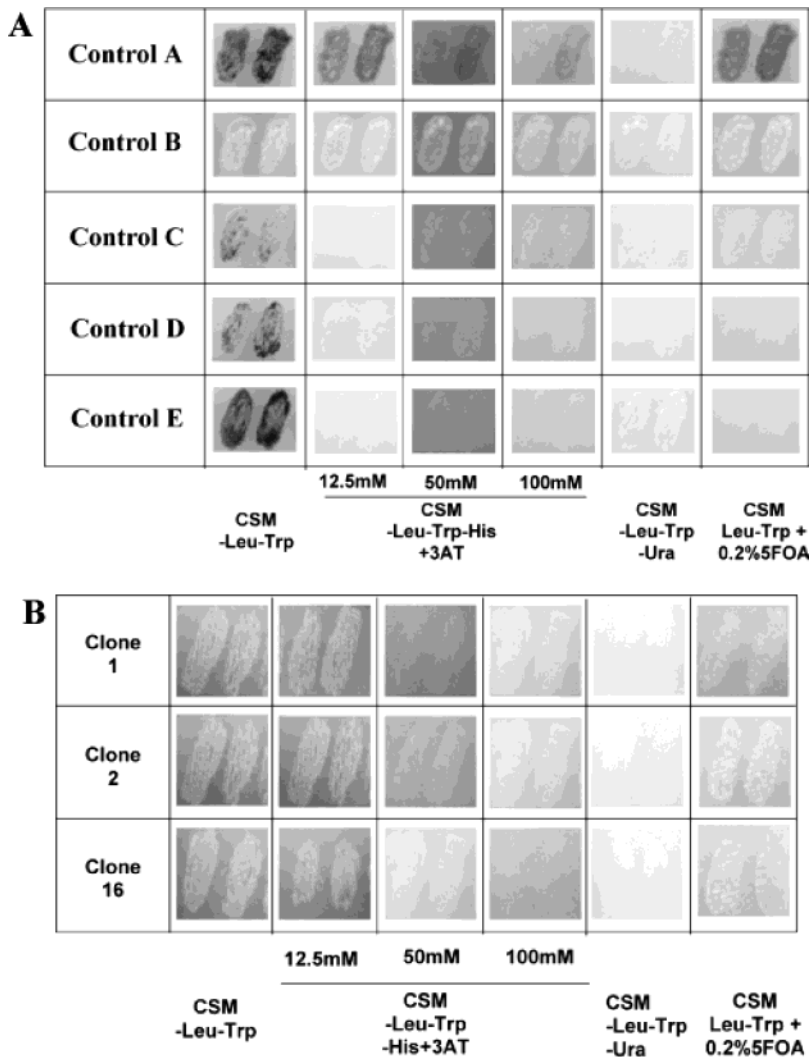 A
Control A
Control B
Control C
Control D
Control E
12.5mM 50mM 100mM
CSM
-Leu-Trp
CSM
-Leu-Trp-His
+3AT
CSM
-Leu-Trp
-Ura
CSM
Leu-Trp +
0.2%5FOA
B
Clone
1
Clone
2
Clone
16
12.5mM 50mM 100mM
CSM
-Leu-Trp
CSM
-Leu-Trp
-His+3AT
CSM
-Leu-Trp
-Ura
CSM
Leu-Trp +
0.2%5FOA